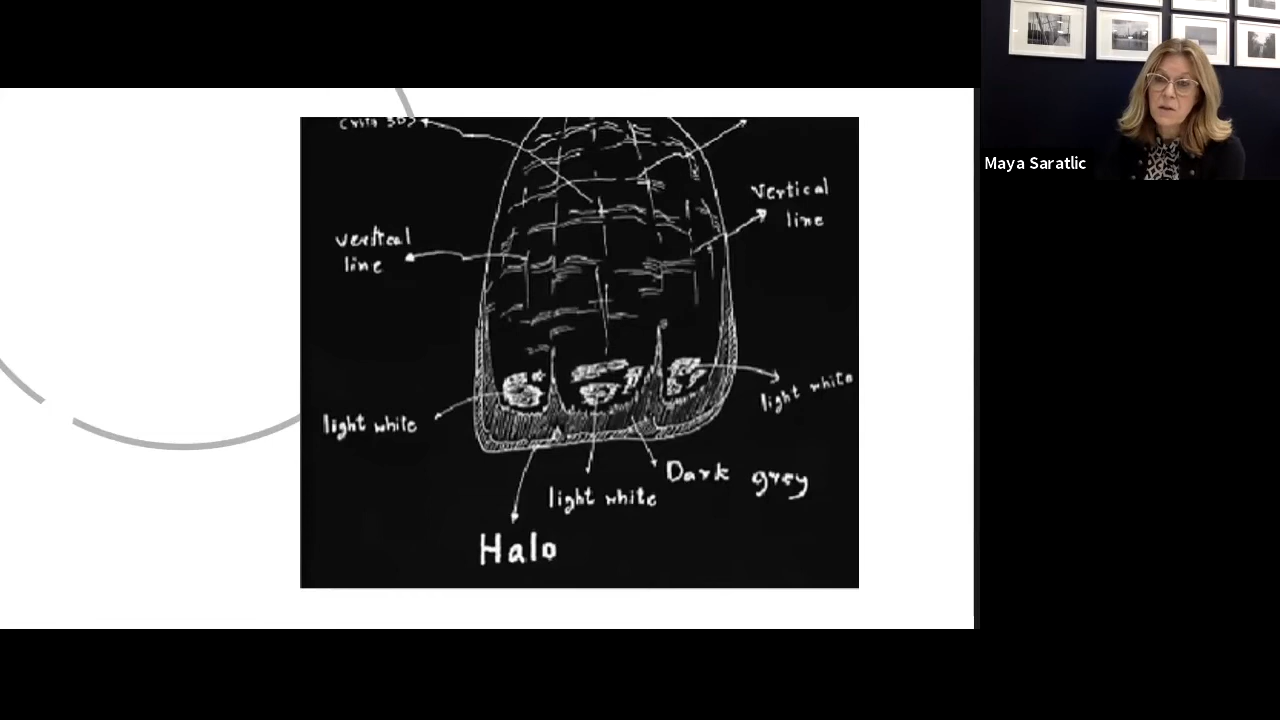 Maya Saratlic
vertical
line
vertical
line
light white
light white
light white
Dark grey
Halo